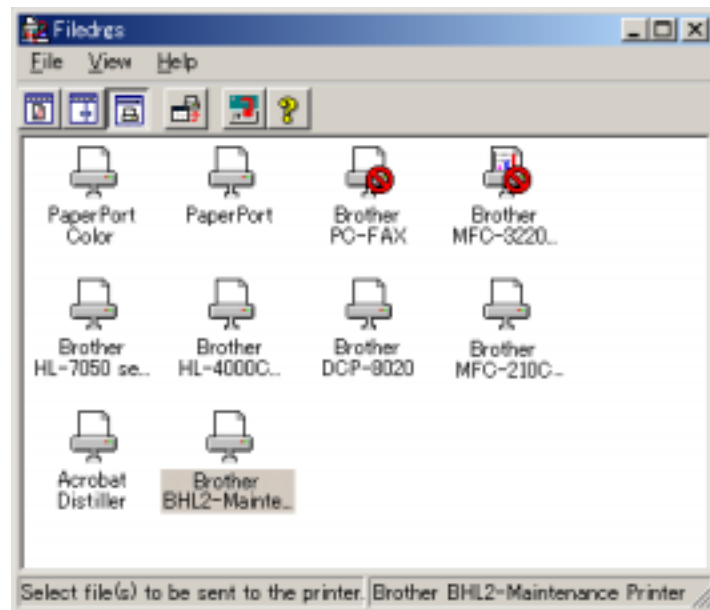 Filedrgs
File View Help
PaperPort Color
PaperPort
Brother PC-FAX
Brother MFC-3220...
Brother HL-7050 se...
Brother HL-4000C...
Brother DCP-8020
Brother MFC-210C...
Acrobat Distiller
Brother BHL2-Mainte...
Select file(s) to be sent to the printer. Brother BHL2-Maintenance Printer